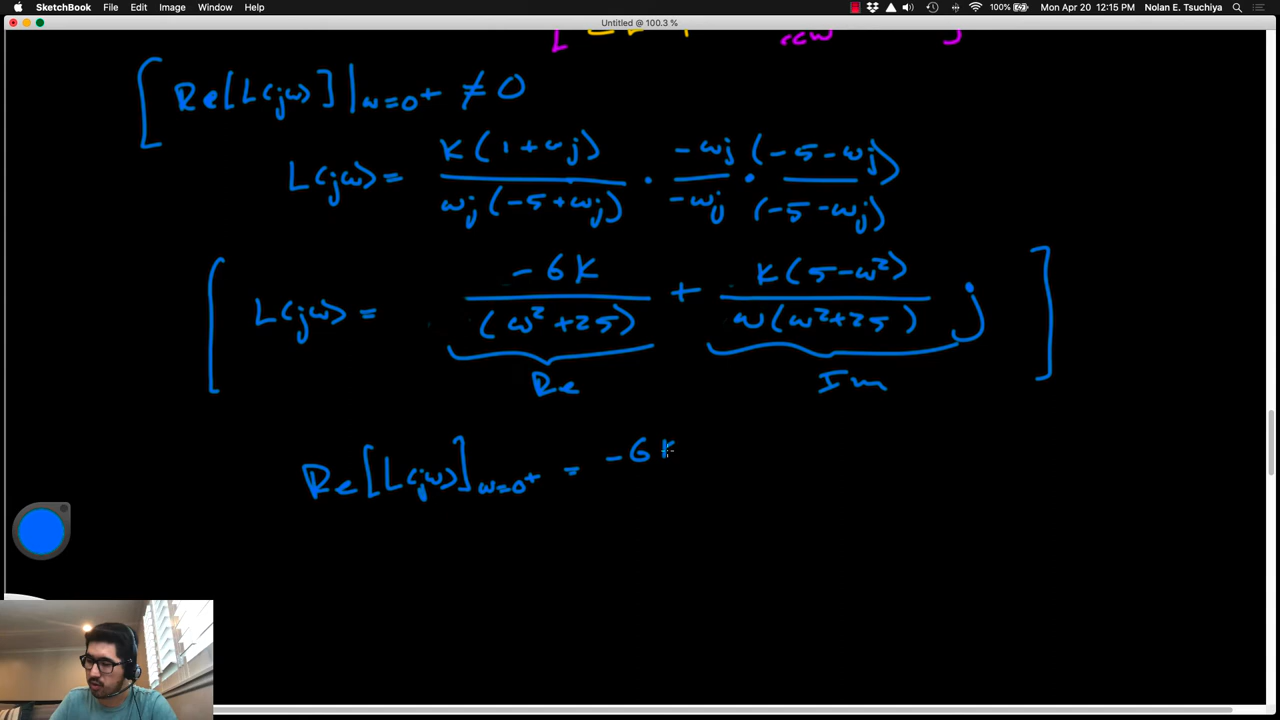 SketchBook File Edit Image Window Help 100% Mon Apr 20 12:15 PM Nolan E. Tsuchiya
Untitled @ 100.3 %
ccw
[ Re[L(jω)]|ω=0+ ≠ 0
L(jω) = K(1+ωj) / ωj(-5+ωj) · -ωj / -ωj · (-5-ωj) / (-5-ωj)
[ L(jω) = -6K / (ω²+25) + K(5-ω²) / ω(ω²+25) j ]
Re Im
Re[L(jω)]ω=0+ = -6K